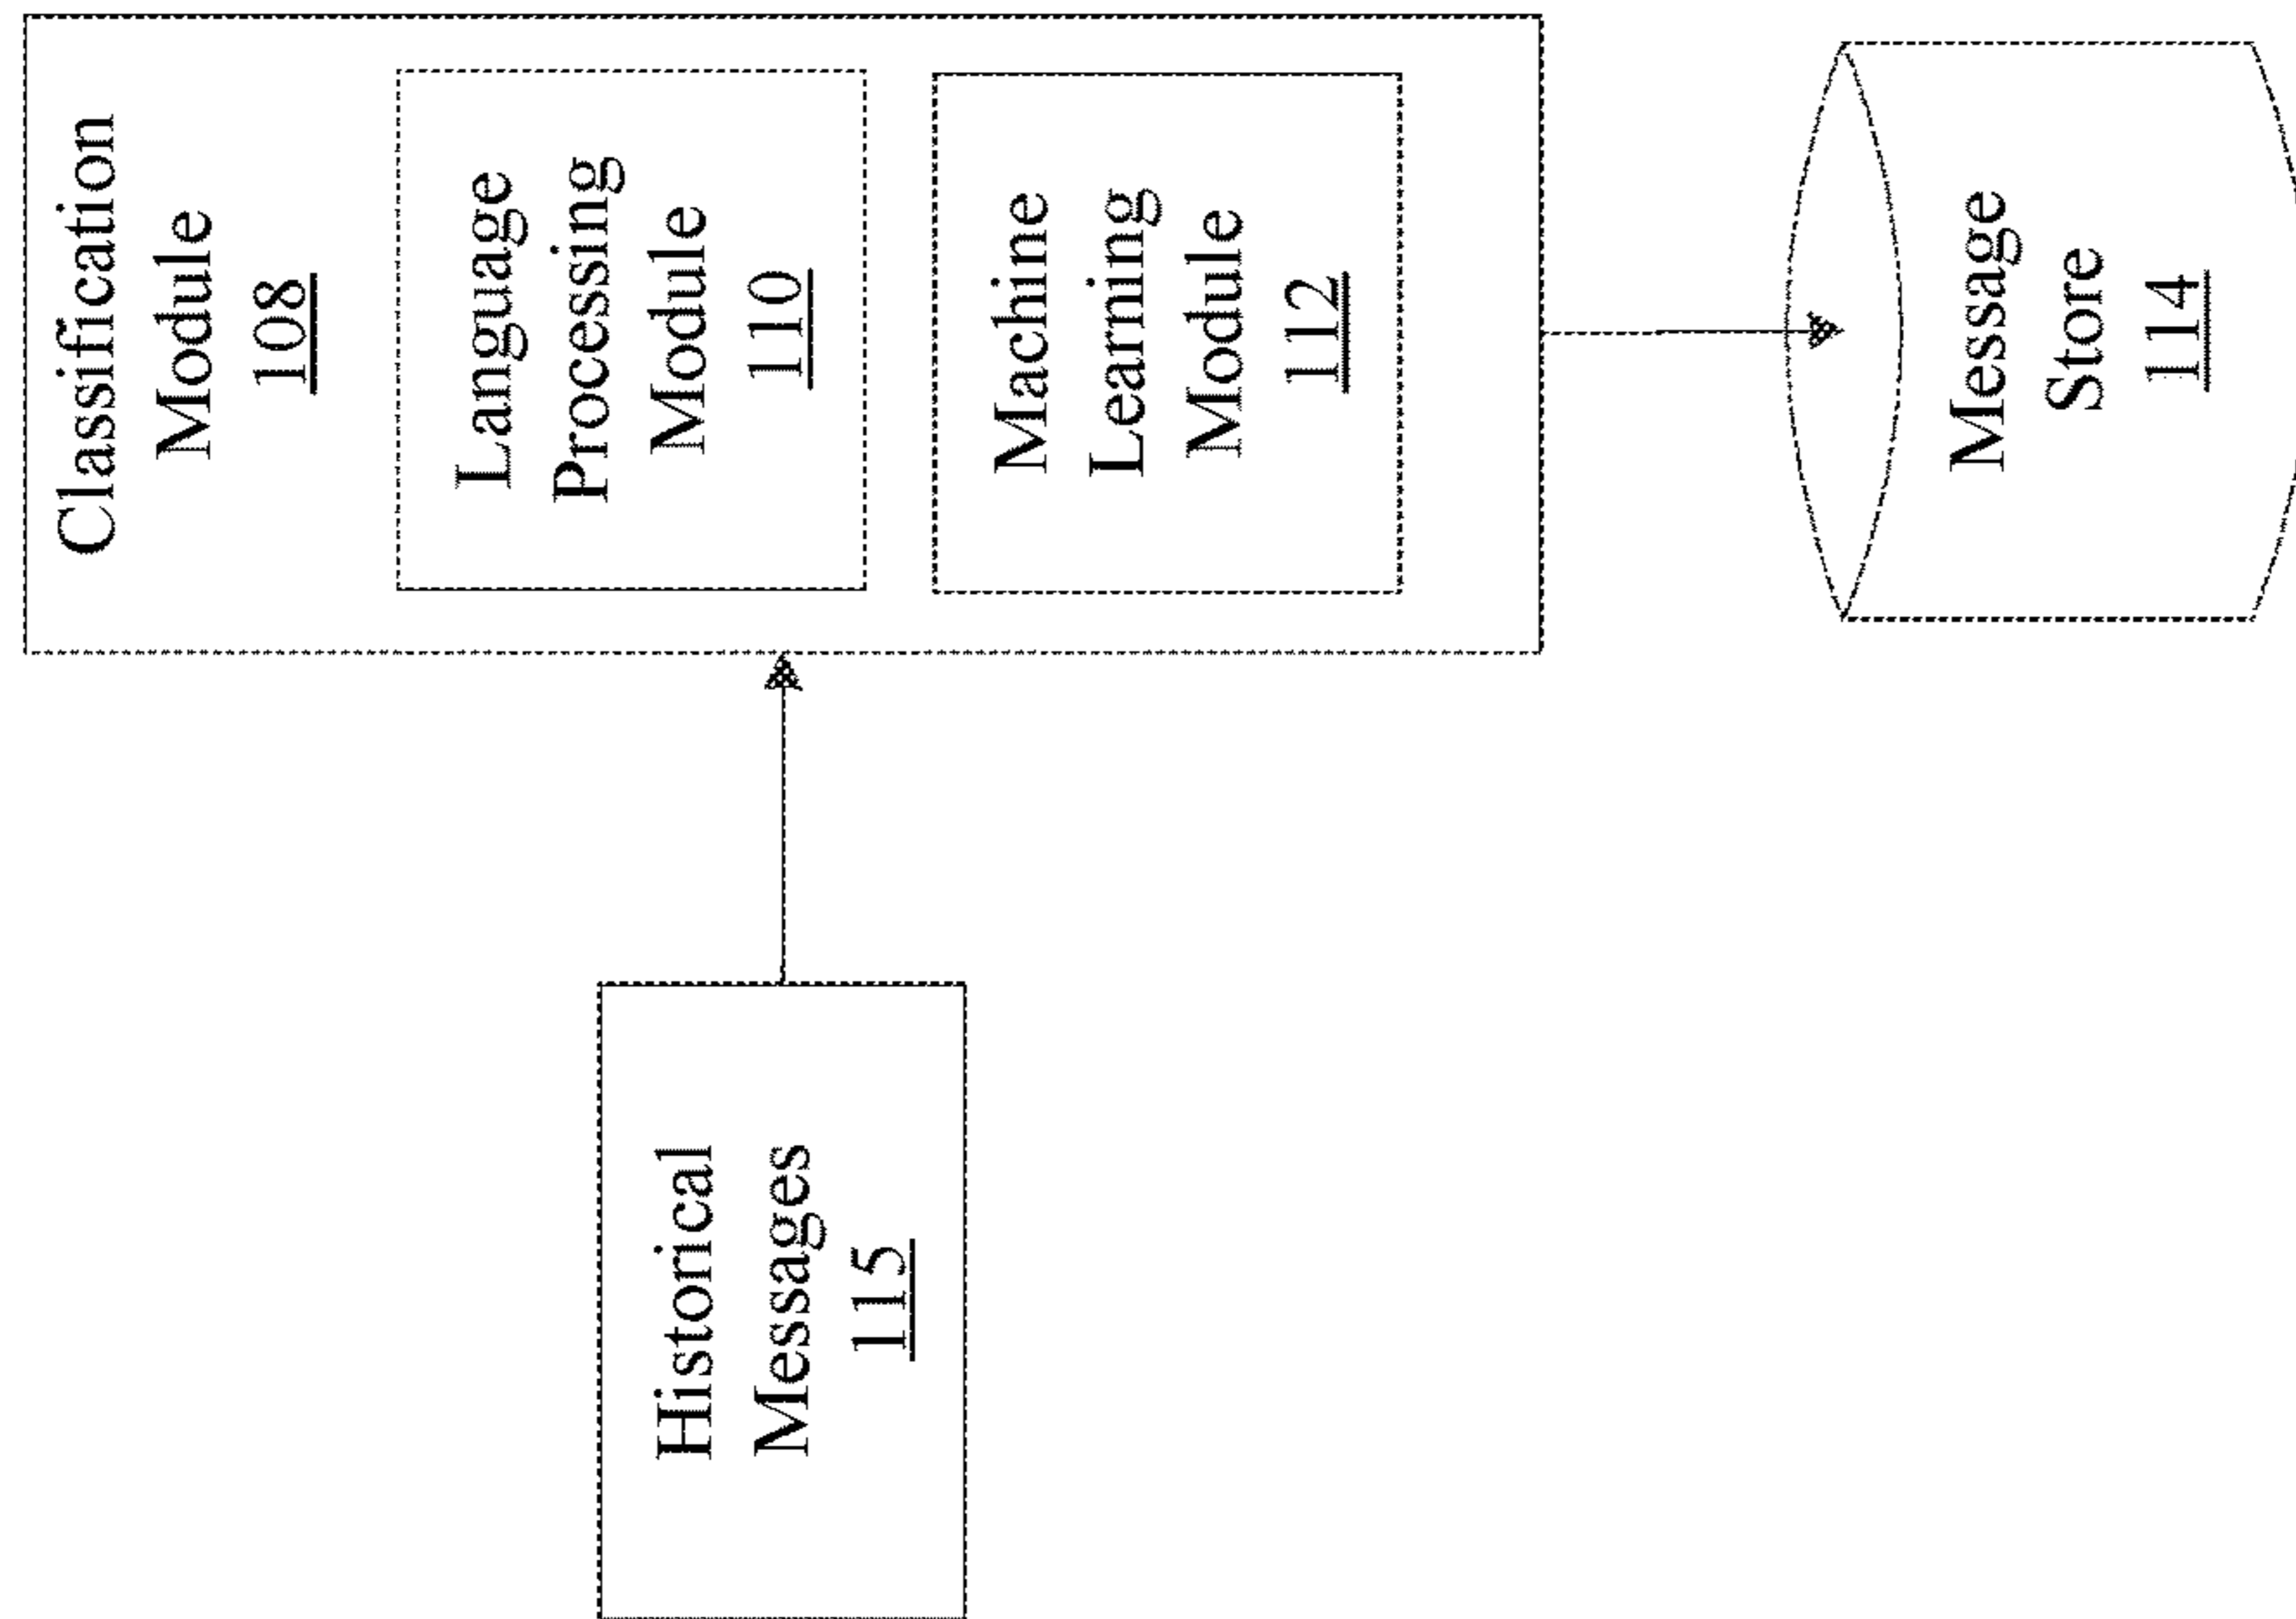 Classification
Module
108
Language
Processing
Module
110
Machine
Learning
Module
112
Historical
Messages
115
Message
Store
114